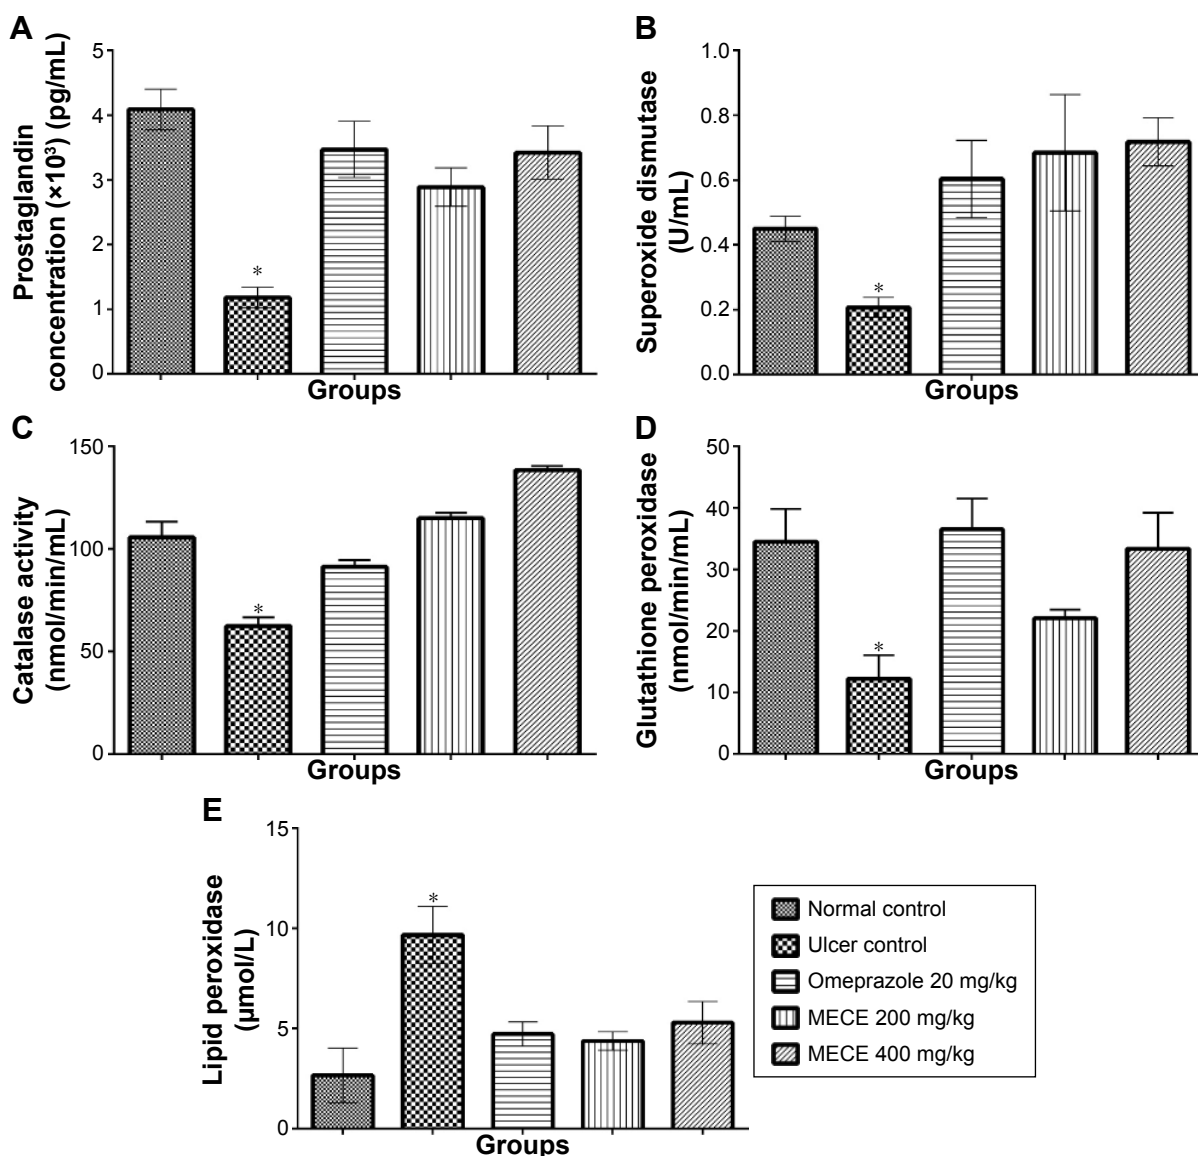 A
Prostaglandin
concentration (×10³) (pg/mL)
5
4
3
2
1
0
*
Groups
B
Superoxide dismutase
(U/mL)
1.0
0.8
0.6
0.4
0.2
0.0
*
Groups
C
Catalase activity
(nmol/min/mL)
150
100
50
0
*
Groups
D
Glutathione peroxidase
(nmol/min/mL)
50
40
30
20
10
0
*
Groups
E
Lipid peroxidase
(µmol/L)
15
10
5
0
*
Groups
Normal control
Ulcer control
Omeprazole 20 mg/kg
MECE 200 mg/kg
MECE 400 mg/kg